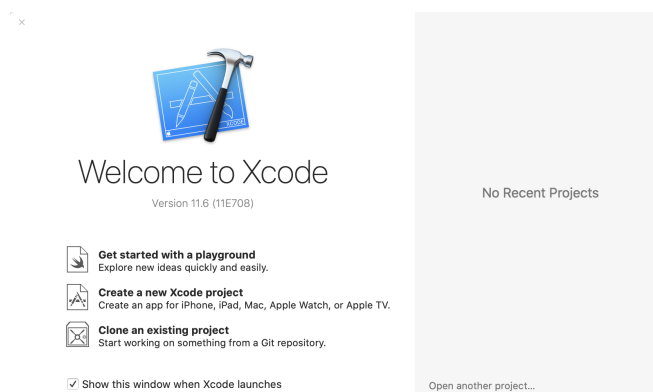 XCODE
Welcome to Xcode
Version 11.6 (11E708)
Get started with a playground
Explore new ideas quickly and easily.
Create a new Xcode project
Create an app for iPhone, iPad, Mac, Apple Watch, or Apple TV.
Clone an existing project
Start working on something from a Git repository.
Show this window when Xcode launches
No Recent Projects
Open another project...